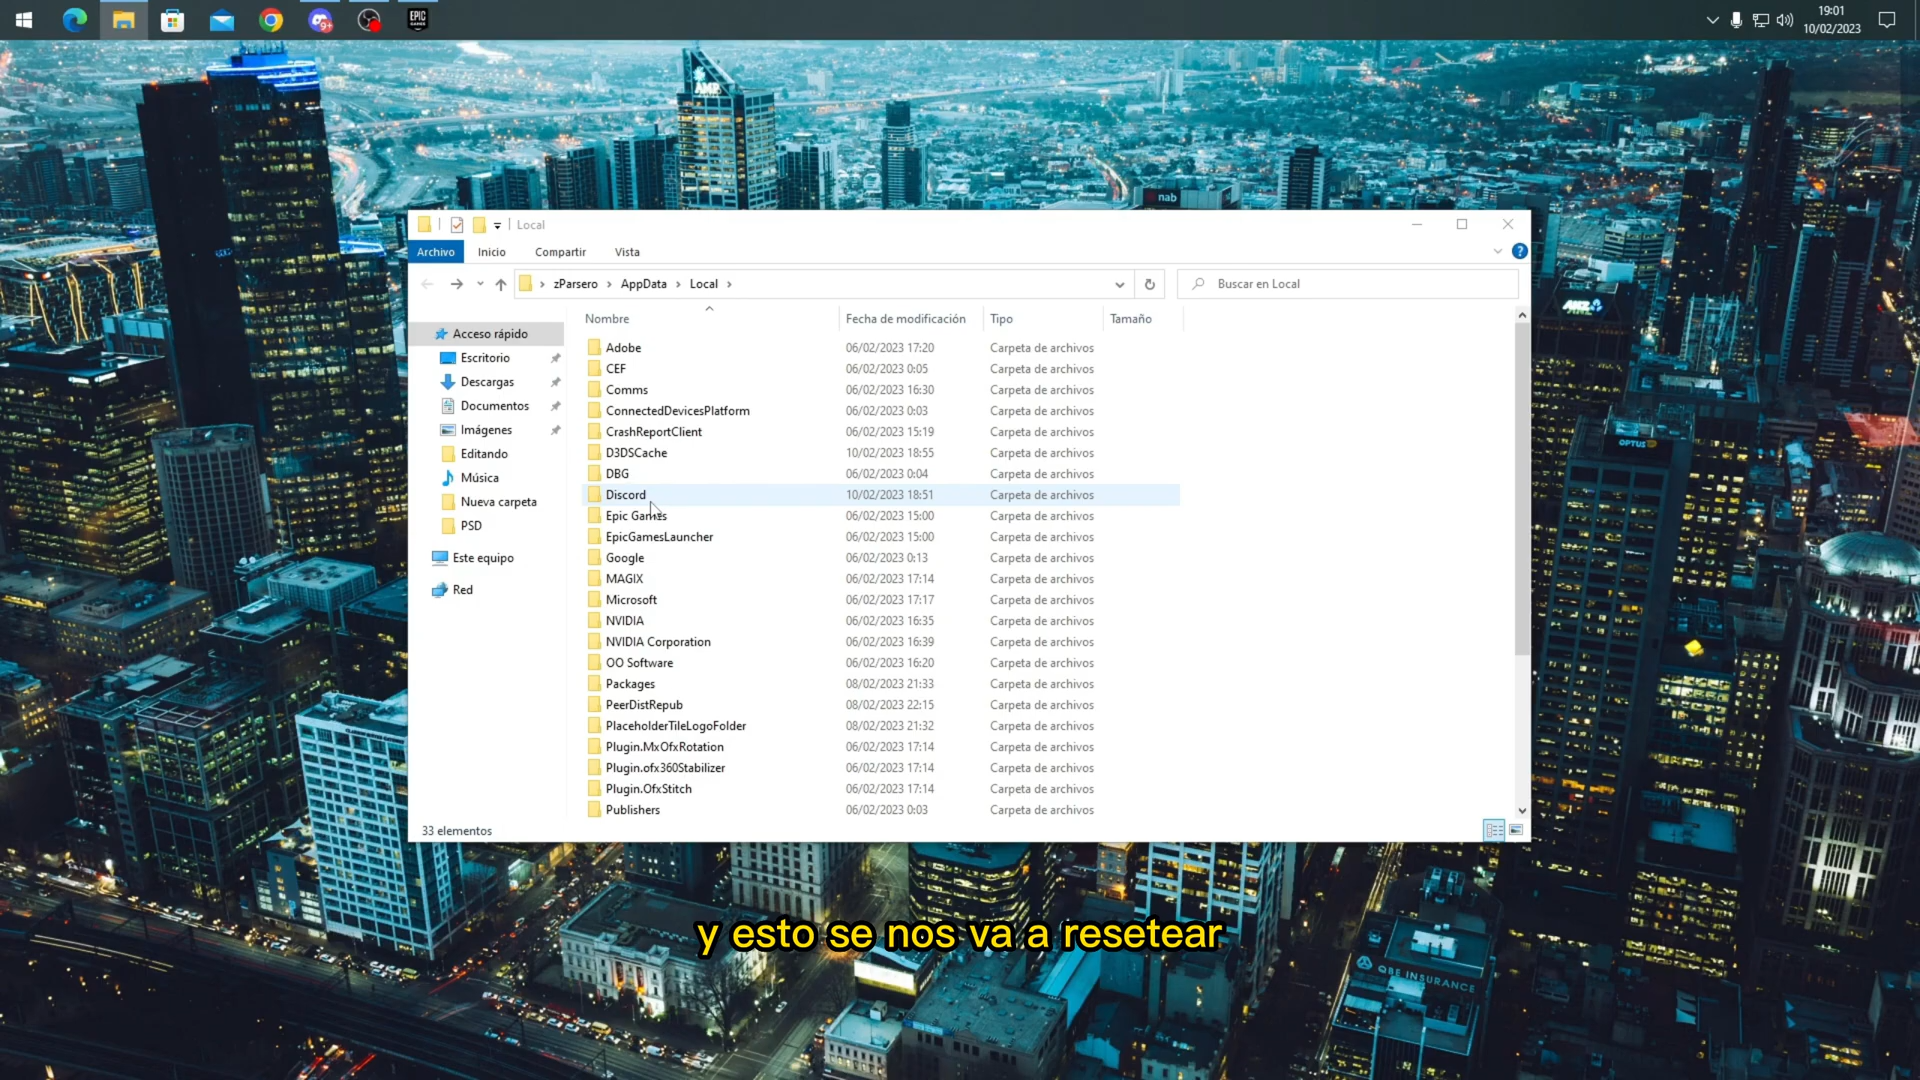 EPIC
GAMES
9+
19:01
10/02/2023
AMP
nab
Local
Archivo
Inicio
Compartir
Vista
zParsero
AppData
Local
Buscar en Local
Nombre
Fecha de modificación
Tipo
Tamaño
Acceso rápido
Escritorio
Descargas
Documentos
Imágenes
Editando
Música
Nueva carpeta
PSD
Este equipo
Red
Adobe 06/02/2023 17:20 Carpeta de archivos
CEF 06/02/2023 0:05 Carpeta de archivos
Comms 06/02/2023 16:30 Carpeta de archivos
ConnectedDevicesPlatform 06/02/2023 0:03 Carpeta de archivos
CrashReportClient 06/02/2023 15:19 Carpeta de archivos
D3DSCache 10/02/2023 18:55 Carpeta de archivos
DBG 06/02/2023 0:04 Carpeta de archivos
Discord 10/02/2023 18:51 Carpeta de archivos
Epic Games 06/02/2023 15:00 Carpeta de archivos
EpicGamesLauncher 06/02/2023 15:00 Carpeta de archivos
Google 06/02/2023 0:13 Carpeta de archivos
MAGIX 06/02/2023 17:14 Carpeta de archivos
Microsoft 06/02/2023 17:17 Carpeta de archivos
NVIDIA 06/02/2023 16:35 Carpeta de archivos
NVIDIA Corporation 06/02/2023 16:39 Carpeta de archivos
OO Software 06/02/2023 16:20 Carpeta de archivos
Packages 08/02/2023 21:33 Carpeta de archivos
PeerDistRepub 08/02/2023 22:15 Carpeta de archivos
PlaceholderTileLogoFolder 08/02/2023 21:32 Carpeta de archivos
Plugin.MxOfxRotation 06/02/2023 17:14 Carpeta de archivos
Plugin.ofx360Stabilizer 06/02/2023 17:14 Carpeta de archivos
Plugin.OfxStitch 06/02/2023 17:14 Carpeta de archivos
Publishers 06/02/2023 0:03 Carpeta de archivos
33 elementos
ANZ
OPTUS
y esto se nos va a resetear
QBE INSURANCE